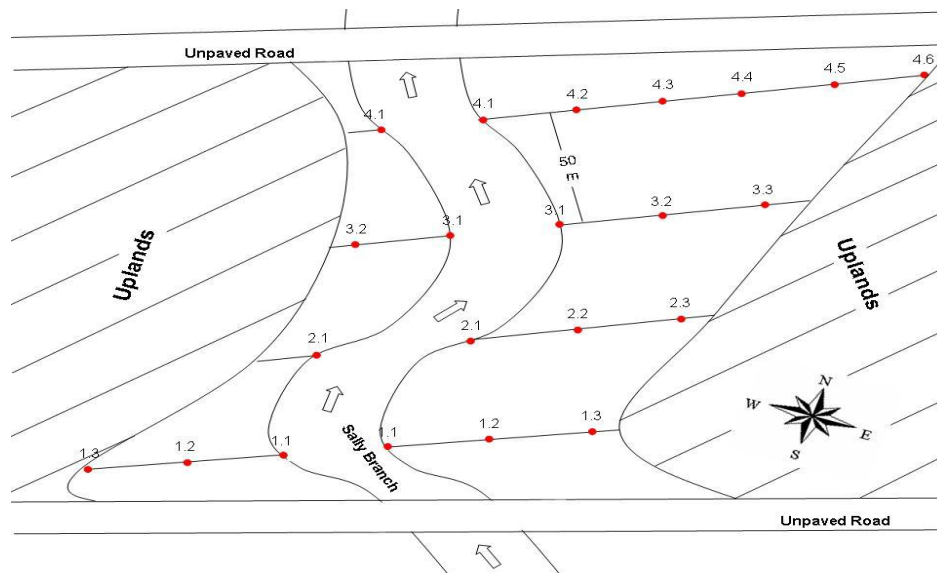 Unpaved Road
4.6
4.5
4.4
4.3
4.2
4.1
4.1
50 m
3.3
3.2
3.1
3.1
3.2
Uplands
Uplands
2.3
2.2
2.1
2.1
N
W
E
S
1.3
1.2
1.1
1.1
1.2
1.3
Sally Branch
Unpaved Road